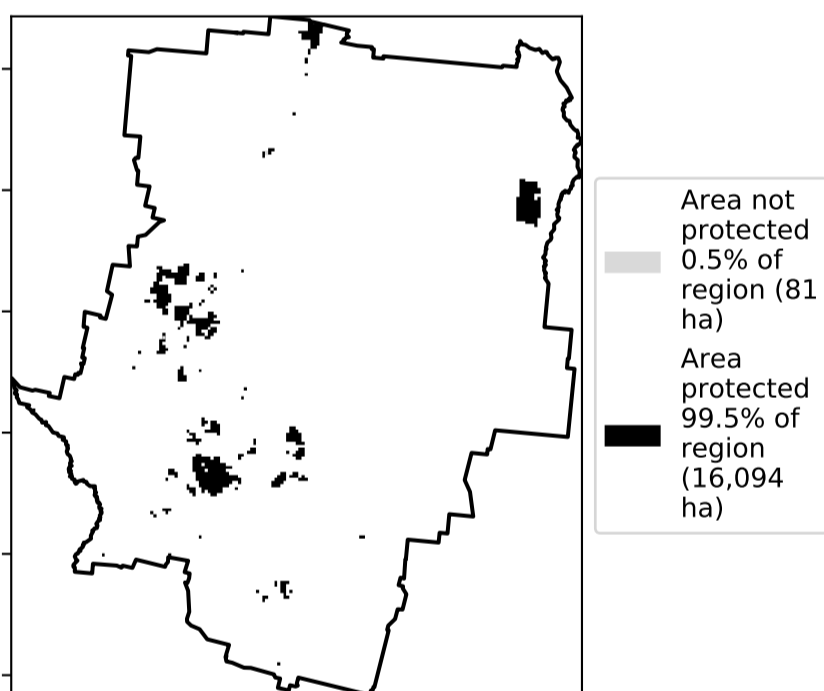 Area not
protected
0.5% of
region (81
ha)
Area
protected
99.5% of
region
(16,094
ha)